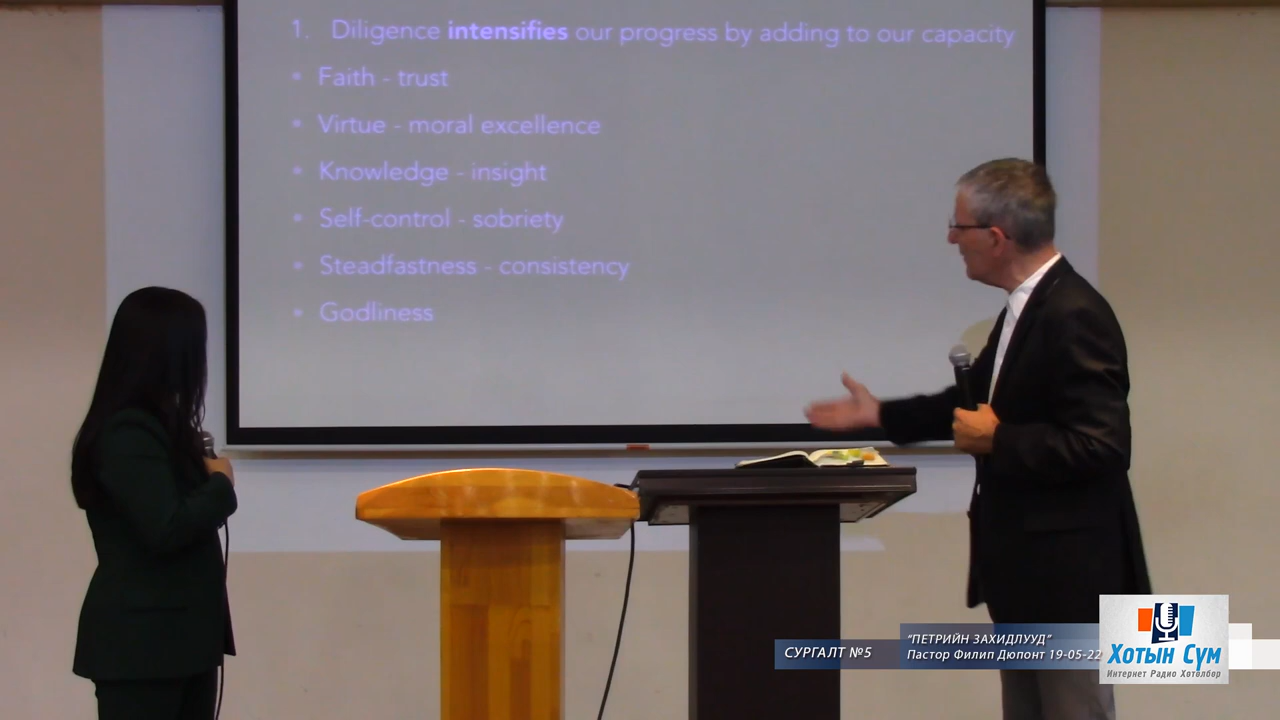 1. Diligence intensifies our progress by adding to our capacity
• Faith - trust
• Virtue - moral excellence
• Knowledge - insight
• Self-control - sobriety
• Steadfastness - consistency
• Godliness
СУРГАЛТ №5
"ПЕТРИЙН ЗАХИДЛУУД"
Пастор Филип Дюпонт 19-05-22
Хотын Сүм
Интернет Радио Хөтөлбөр